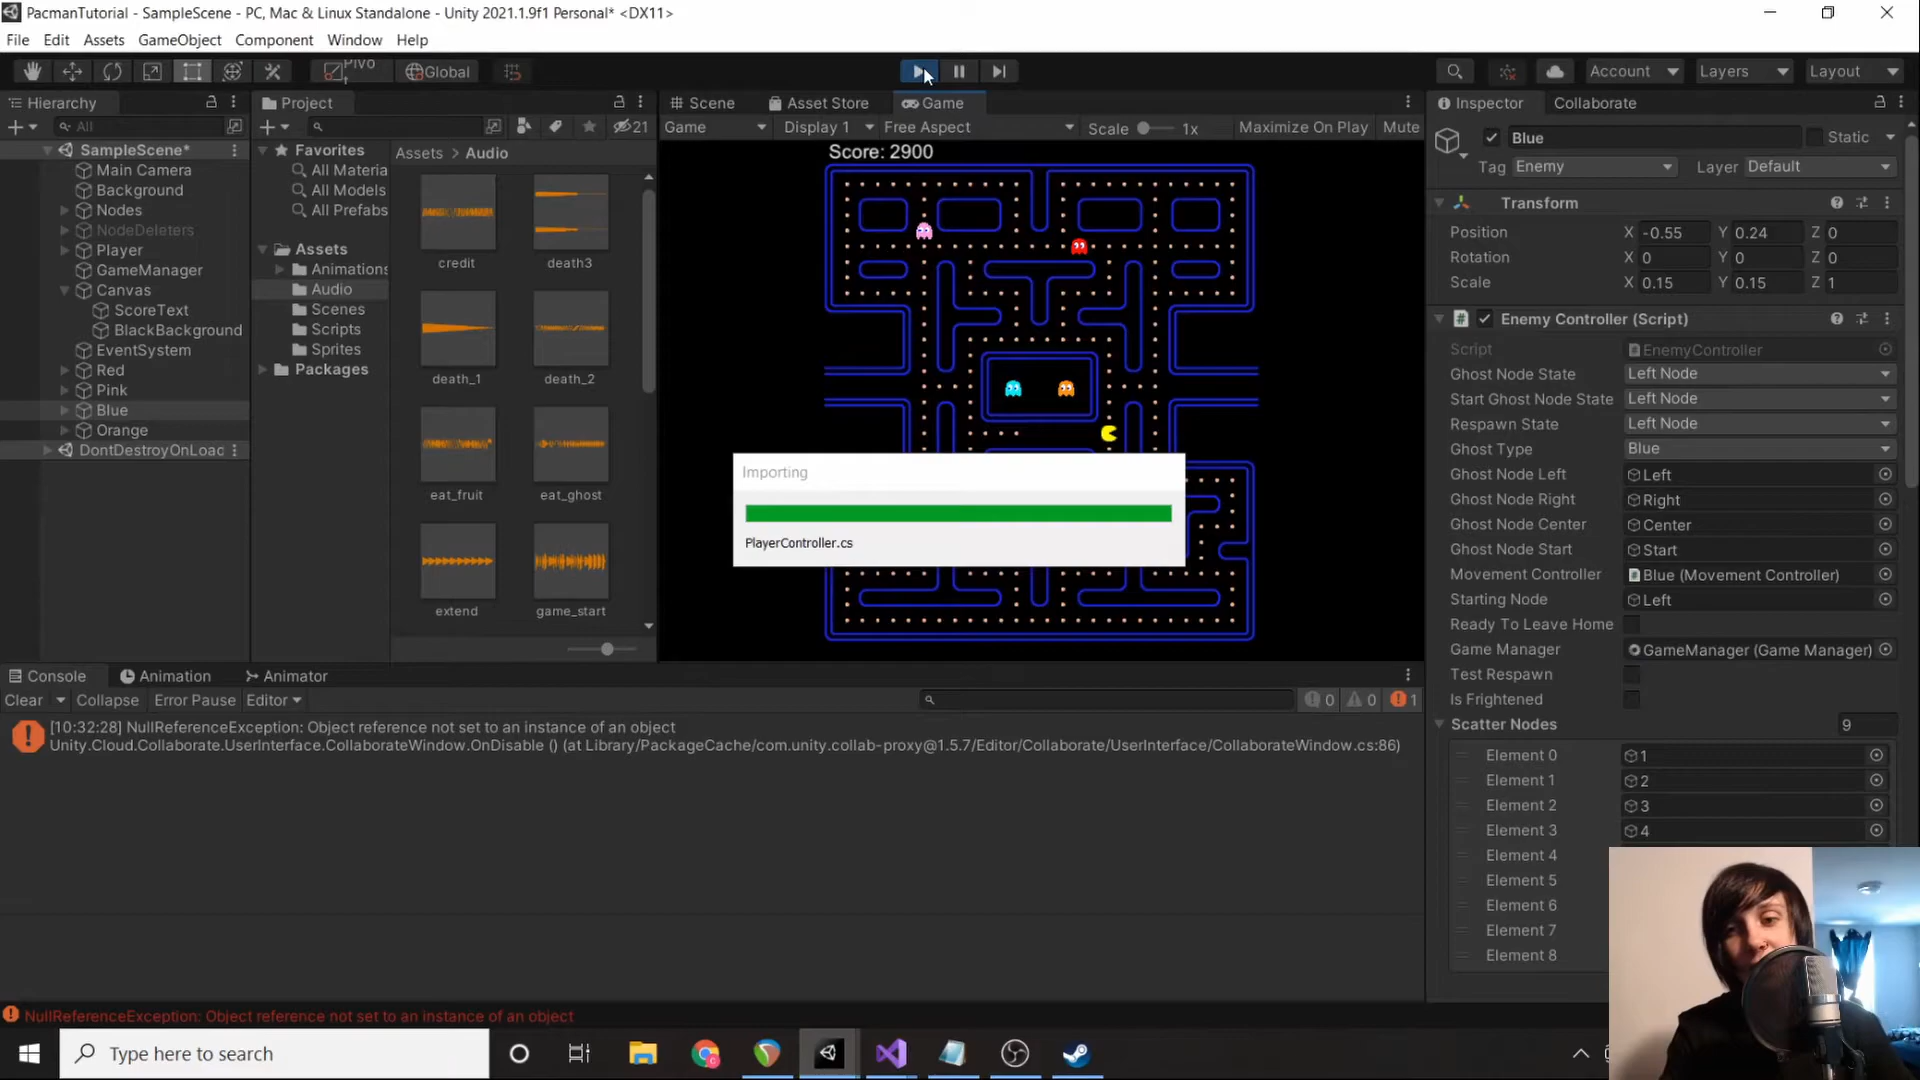 PacmanTutorial - SampleScene - PC, Mac & Linux Standalone - Unity 2021.1.9f1 Personal* <DX11>
File Edit Assets GameObject Component Window Help
Pivo Global Account Layers Layout
Hierarchy
All
SampleScene*
Main Camera
Background
Nodes
NodeDeleters
Player
GameManager
Canvas
ScoreText
BlackBackground
EventSystem
Red
Pink
Blue
Orange
DontDestroyOnLoad
Project
21
Favorites
All Materia
All Models
All Prefabs
Assets
Animations
Audio
Scenes
Scripts
Sprites
Packages
Assets > Audio
credit death3
death_1 death_2
eat_fruit eat_ghost
extend game_start
Scene Asset Store Game
Game Display 1 Free Aspect Scale 1x Maximize On Play Mute
Score: 2900
Importing
PlayerController.cs
Inspector Collaborate
Blue Static
Tag Enemy Layer Default
Transform
Position X -0.55 Y 0.24 Z 0
Rotation X 0 Y 0 Z 0
Scale X 0.15 Y 0.15 Z 1
Enemy Controller (Script)
Script EnemyController
Ghost Node State Left Node
Start Ghost Node State Left Node
Respawn State Left Node
Ghost Type Blue
Ghost Node Left Left
Ghost Node Right Right
Ghost Node Center Center
Ghost Node Start Start
Movement Controller Blue (Movement Controller)
Starting Node Left
Ready To Leave Home
Game Manager GameManager (Game Manager)
Test Respawn
Is Frightened
Scatter Nodes 9
Element 0 1
Element 1 2
Element 2 3
Element 3 4
Element 4
Element 5
Element 6
Element 7
Element 8
Console Animation Animator
Clear Collapse Error Pause Editor 0 0 1
[10:32:28] NullReferenceException: Object reference not set to an instance of an object
Unity.Cloud.Collaborate.UserInterface.CollaborateWindow.OnDisable () (at Library/PackageCache/com.unity.collab-proxy@1.5.7/Editor/Collaborate/UserInterface/CollaborateWindow.cs:86)
NullReferenceException: Object reference not set to an instance of an object
Type here to search